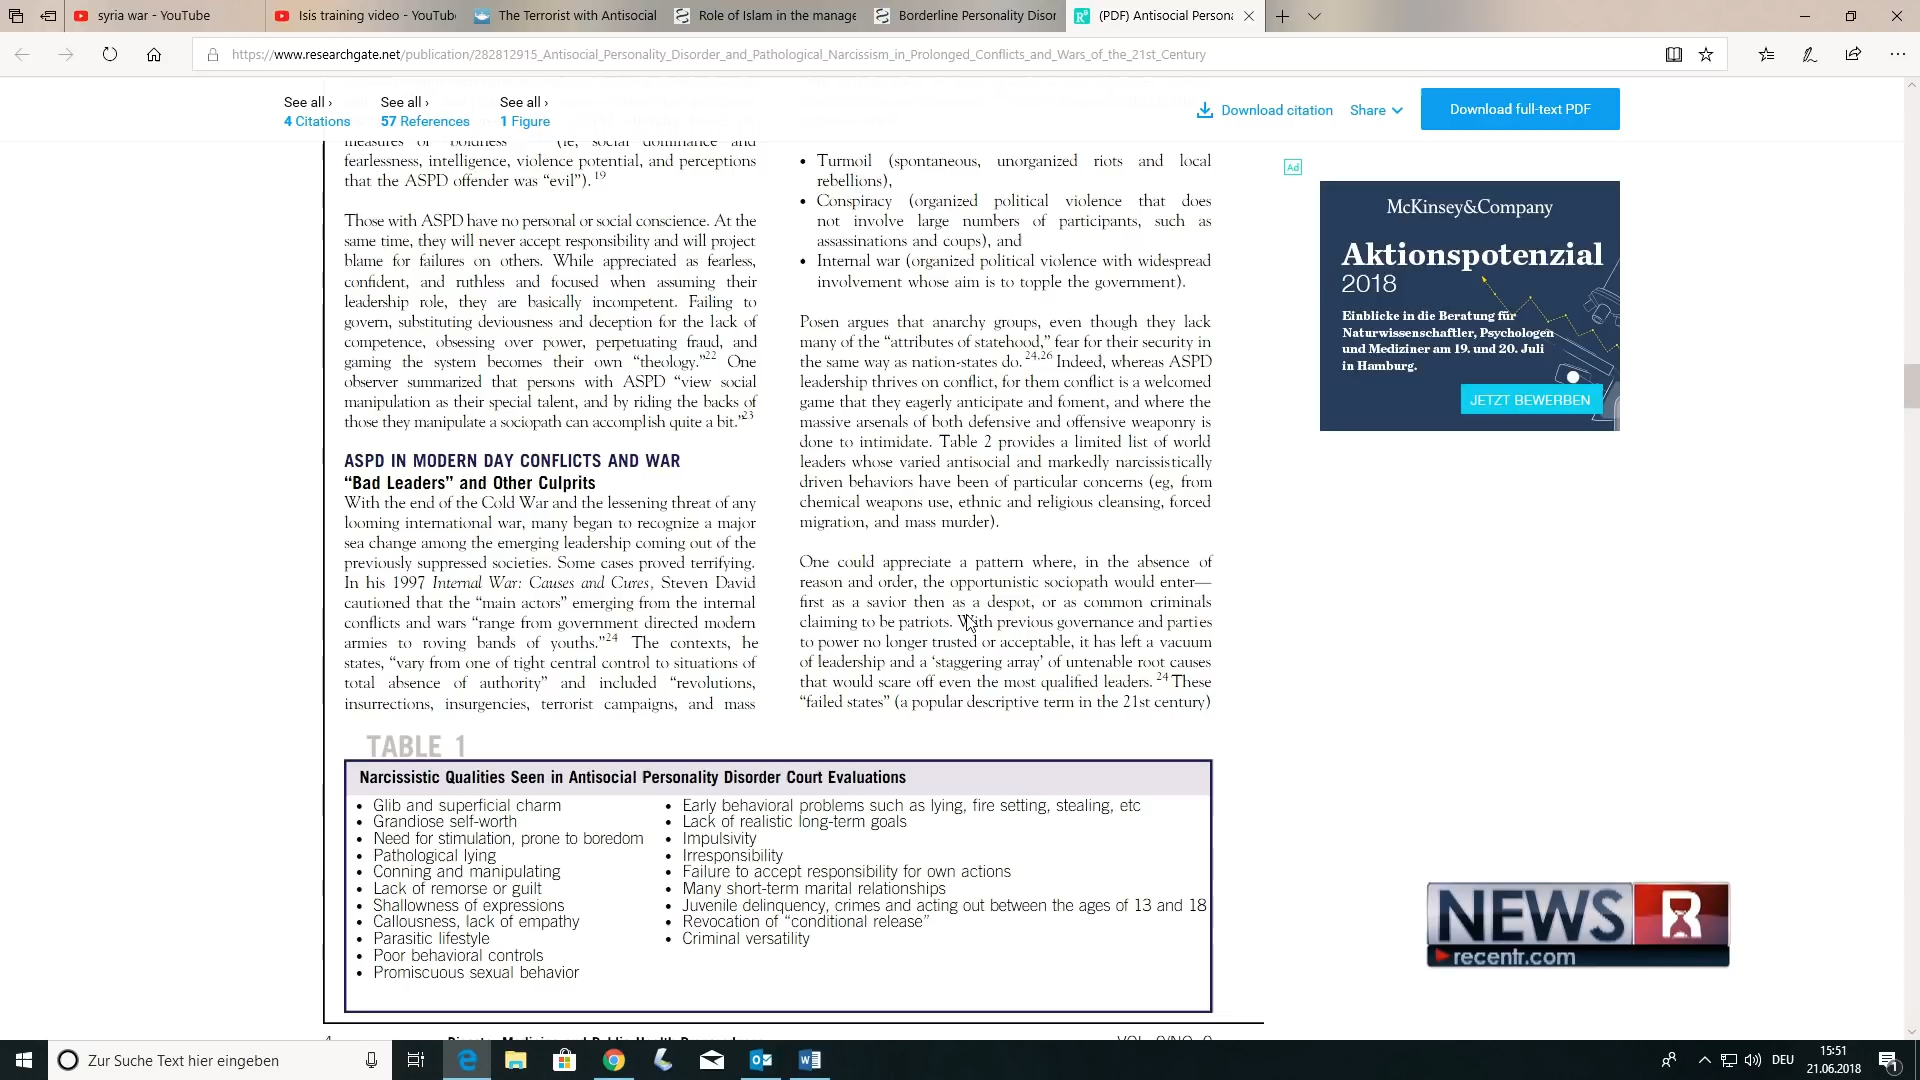 syria war - YouTube
Isis training video - YouTub
The Terrorist with Antisocial
Role of Islam in the manage
Borderline Personality Disor
(PDF) Antisocial Persona
https://www.researchgate.net/publication/282812915_Antisocial_Personality_Disorder_and_Pathological_Narcissism_in_Prolonged_Conflicts_and_Wars_of_the_21st_Century
See all ›
4 Citations
See all ›
57 References
See all ›
1 Figure
Download citation
Share
Download full-text PDF
measures of "boldness" (ie, social dominance and
fearlessness, intelligence, violence potential, and perceptions
that the ASPD offender was “evil”).19
Those with ASPD have no personal or social conscience. At the
same time, they will never accept responsibility and will project
blame for failures on others. While appreciated as fearless,
confident, and ruthless and focused when assuming their
leadership role, they are basically incompetent. Failing to
govern, substituting deviousness and deception for the lack of
competence, obsessing over power, perpetuating fraud, and
gaming the system becomes their own “theology.”22 One
observer summarized that persons with ASPD “view social
manipulation as their special talent, and by riding the backs of
those they manipulate a sociopath can accomplish quite a bit.”23
ASPD IN MODERN DAY CONFLICTS AND WAR
“Bad Leaders” and Other Culprits
With the end of the Cold War and the lessening threat of any
looming international war, many began to recognize a major
sea change among the emerging leadership coming out of the
previously suppressed societies. Some cases proved terrifying.
In his 1997 Internal War: Causes and Cures, Steven David
cautioned that the “main actors” emerging from the internal
conflicts and wars “range from government directed modern
armies to roving bands of youths.”24 The contexts, he
states, “vary from one of tight central control to situations of
total absence of authority” and included “revolutions,
insurrections, insurgencies, terrorist campaigns, and mass
• Turmoil (spontaneous, unorganized riots and local
rebellions),
• Conspiracy (organized political violence that does
not involve large numbers of participants, such as
assassinations and coups), and
• Internal war (organized political violence with widespread
involvement whose aim is to topple the government).
Posen argues that anarchy groups, even though they lack
many of the “attributes of statehood,” fear for their security in
the same way as nation-states do.24,26 Indeed, whereas ASPD
leadership thrives on conflict, for them conflict is a welcomed
game that they eagerly anticipate and foment, and where the
massive arsenals of both defensive and offensive weaponry is
done to intimidate. Table 2 provides a limited list of world
leaders whose varied antisocial and markedly narcissistically
driven behaviors have been of particular concerns (eg, from
chemical weapons use, ethnic and religious cleansing, forced
migration, and mass murder).
One could appreciate a pattern where, in the absence of
reason and order, the opportunistic sociopath would enter—
first as a savior then as a despot, or as common criminals
claiming to be patriots. With previous governance and parties
to power no longer trusted or acceptable, it has left a vacuum
of leadership and a ‘staggering array’ of untenable root causes
that would scare off even the most qualified leaders.24 These
“failed states” (a popular descriptive term in the 21st century)
TABLE 1
Narcissistic Qualities Seen in Antisocial Personality Disorder Court Evaluations
• Glib and superficial charm
• Grandiose self-worth
• Need for stimulation, prone to boredom
• Pathological lying
• Conning and manipulating
• Lack of remorse or guilt
• Shallowness of expressions
• Callousness, lack of empathy
• Parasitic lifestyle
• Poor behavioral controls
• Promiscuous sexual behavior
• Early behavioral problems such as lying, fire setting, stealing, etc
• Lack of realistic long-term goals
• Impulsivity
• Irresponsibility
• Failure to accept responsibility for own actions
• Many short-term marital relationships
• Juvenile delinquency, crimes and acting out between the ages of 13 and 18
• Revocation of “conditional release”
• Criminal versatility
Ad
McKinsey&Company
Aktionspotenzial
2018
Einblicke in die Beratung für
Naturwissenschaftler, Psychologen
und Mediziner am 19. und 20. Juli
in Hamburg.
JETZT BEWERBEN
NEWS R
recentr.com
Zur Suche Text hier eingeben
DEU
15:51
21.06.2018
1